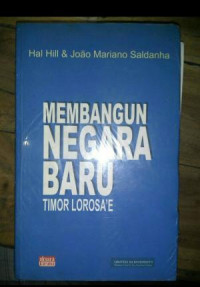 Hal Hill & João Mariano Saldanha
MEMBANGUN
NEGARA
BARU
TIMOR LOROSA'E